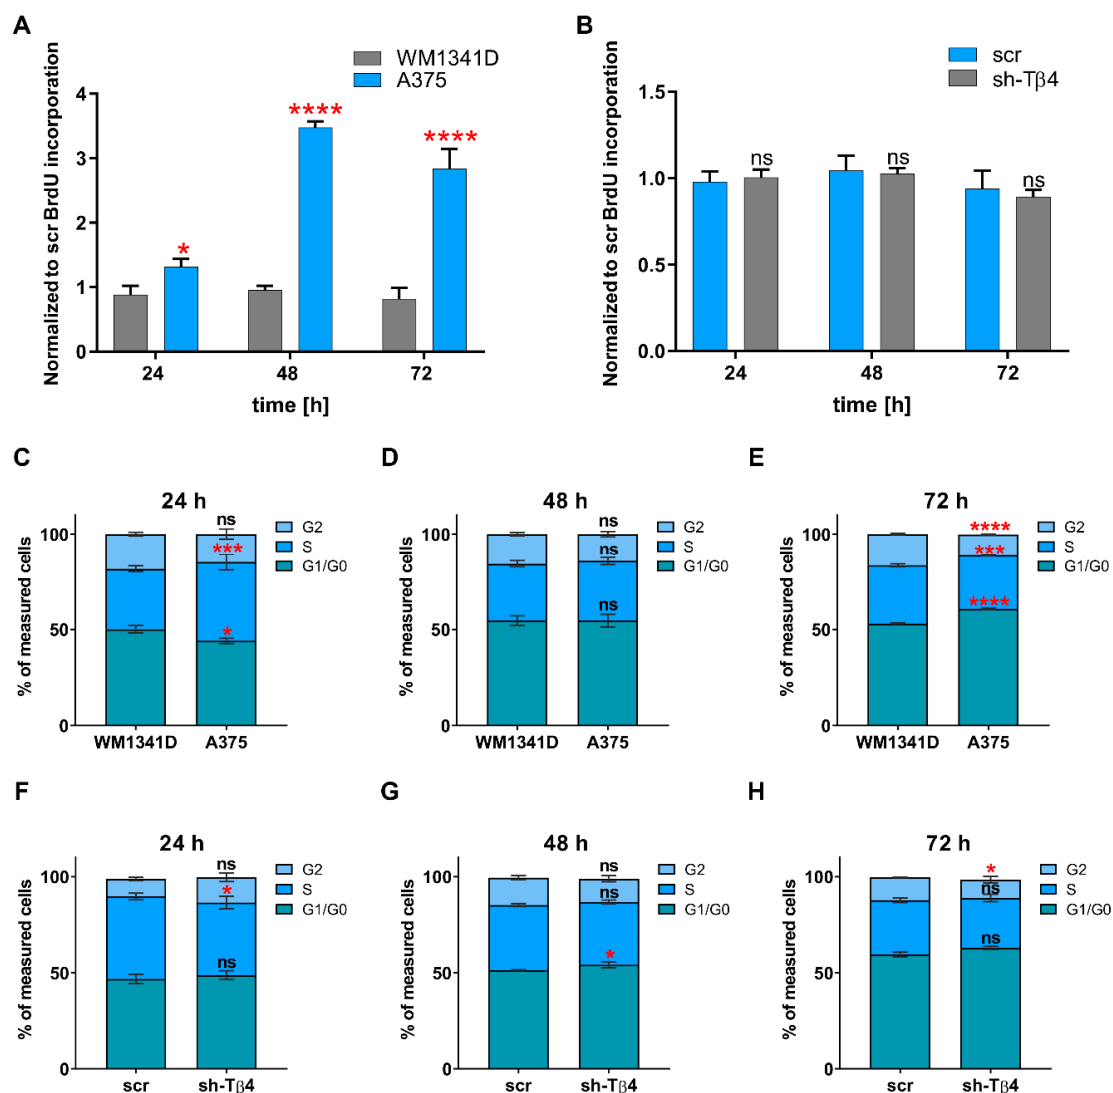 A
Normalized to scr BrdU incorporation
WM1341D
A375
4
3
2
1
0
*
****
****
24
48
72
time [h]
B
Normalized to scr BrdU incorporation
scr
sh-Tβ4
1.5
1.0
0.5
0.0
ns
ns
ns
24
48
72
time [h]
C
24 h
% of measured cells
100
50
0
ns
***
*
G2
S
G1/G0
WM1341D
A375
D
48 h
% of measured cells
100
50
0
ns
ns
ns
G2
S
G1/G0
WM1341D
A375
E
72 h
% of measured cells
100
50
0
****
***
****
G2
S
G1/G0
WM1341D
A375
F
24 h
% of measured cells
100
50
0
ns
*
ns
G2
S
G1/G0
scr
sh-Tβ4
G
48 h
% of measured cells
100
50
0
ns
ns
*
G2
S
G1/G0
scr
sh-Tβ4
H
72 h
% of measured cells
100
50
0
*
ns
ns
G2
S
G1/G0
scr
sh-Tβ4